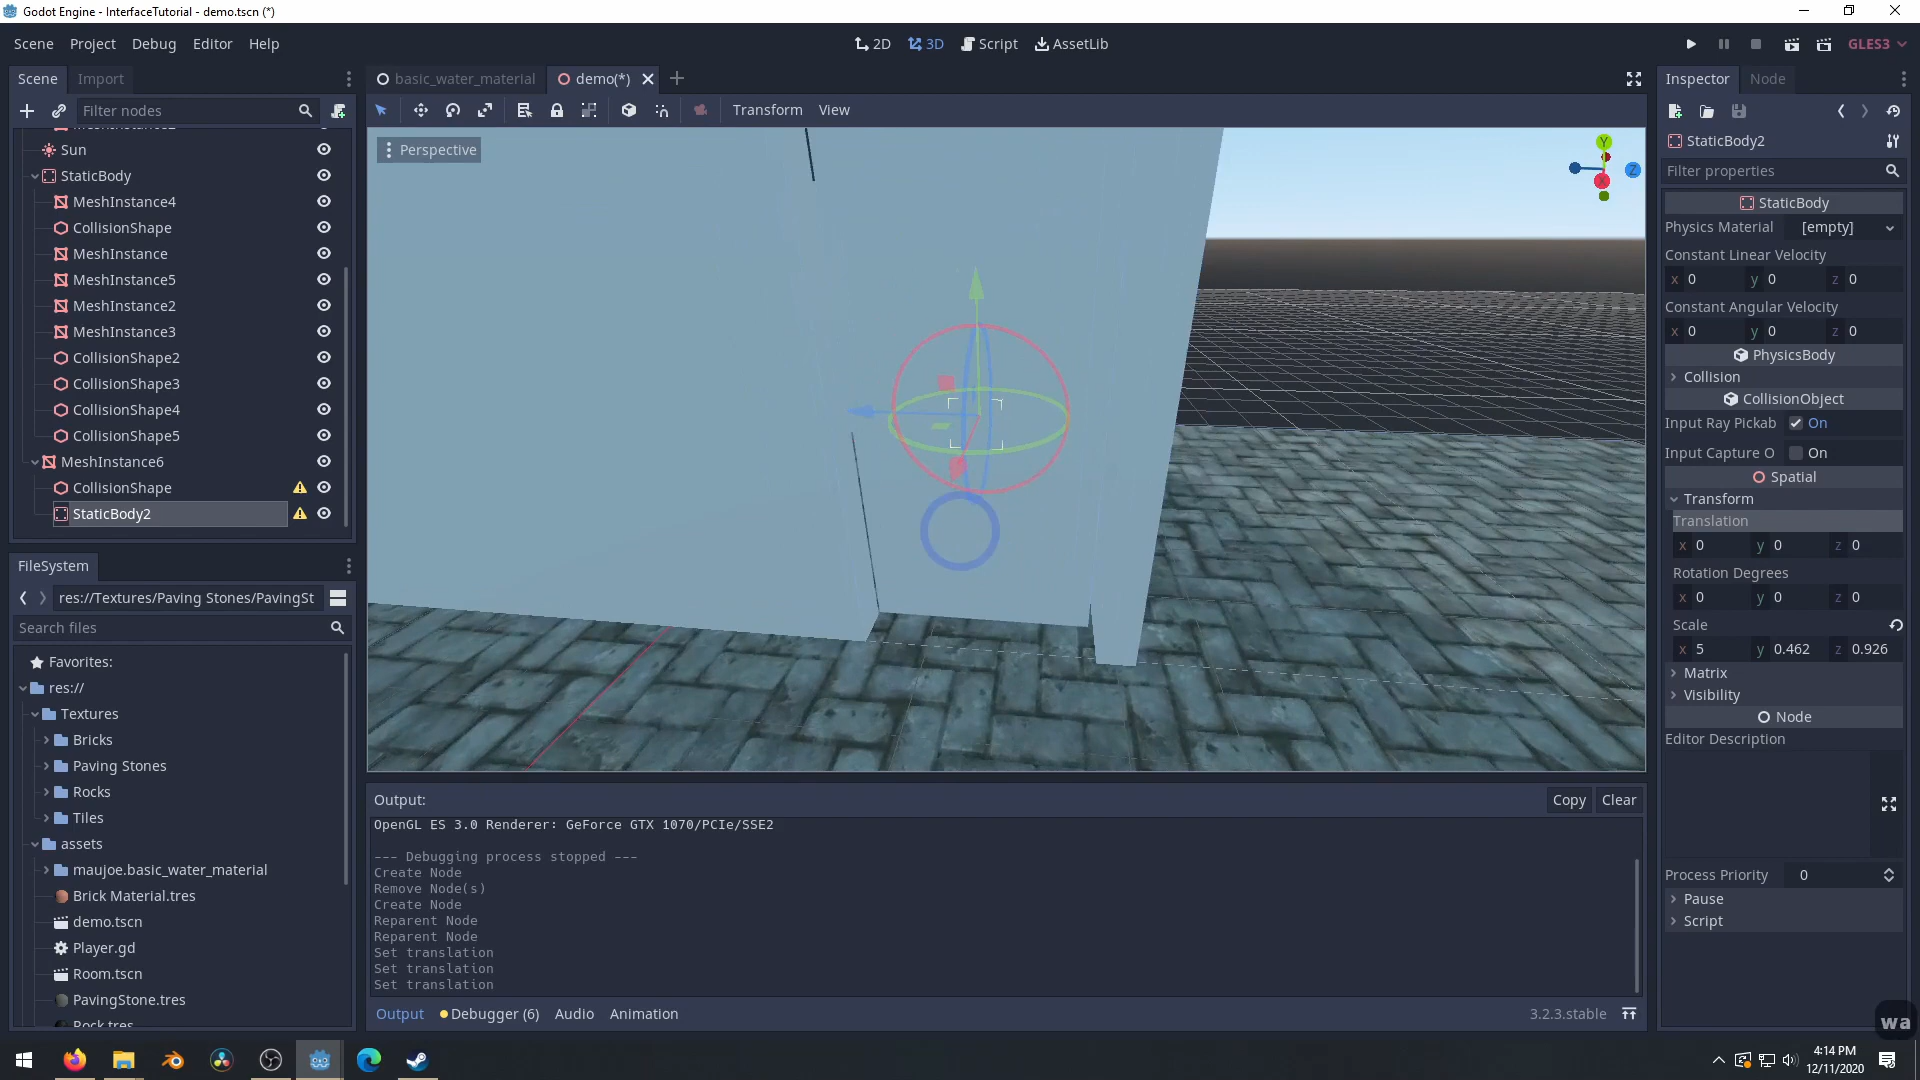 Godot Engine - InterfaceTutorial - demo.tscn (*)
Scene Project Debug Editor Help
2D 3D Script AssetLib
GLES3
Scene Import
basic_water_material demo(*)
Inspector Node
Filter nodes
Transform View
Perspective
Y
Z
Sun
StaticBody
MeshInstance4
CollisionShape
MeshInstance
MeshInstance5
MeshInstance2
MeshInstance3
CollisionShape2
CollisionShape3
CollisionShape4
CollisionShape5
MeshInstance6
CollisionShape
StaticBody2
FileSystem
res://Textures/Paving Stones/PavingSt
Search files
Favorites:
res://
Textures
Bricks
Paving Stones
Rocks
Tiles
assets
maujoe.basic_water_material
Brick Material.tres
demo.tscn
Player.gd
Room.tscn
PavingStone.tres
Rock.tres
Output:
Copy Clear
OpenGL ES 3.0 Renderer: GeForce GTX 1070/PCIe/SSE2
--- Debugging process stopped ---
Create Node
Remove Node(s)
Create Node
Reparent Node
Reparent Node
Set translation
Set translation
Set translation
Output Debugger (6) Audio Animation
3.2.3.stable
StaticBody2
Filter properties
StaticBody
Physics Material [empty]
Constant Linear Velocity
x 0 y 0 z 0
Constant Angular Velocity
x 0 y 0 z 0
PhysicsBody
Collision
CollisionObject
Input Ray Pickab On
Input Capture O On
Spatial
Transform
Translation
x 0 y 0 z 0
Rotation Degrees
x 0 y 0 z 0
Scale
x 5 y 0.462 z 0.926
Matrix
Visibility
Node
Editor Description
Process Priority 0
Pause
Script
wa
4:14 PM
12/11/2020